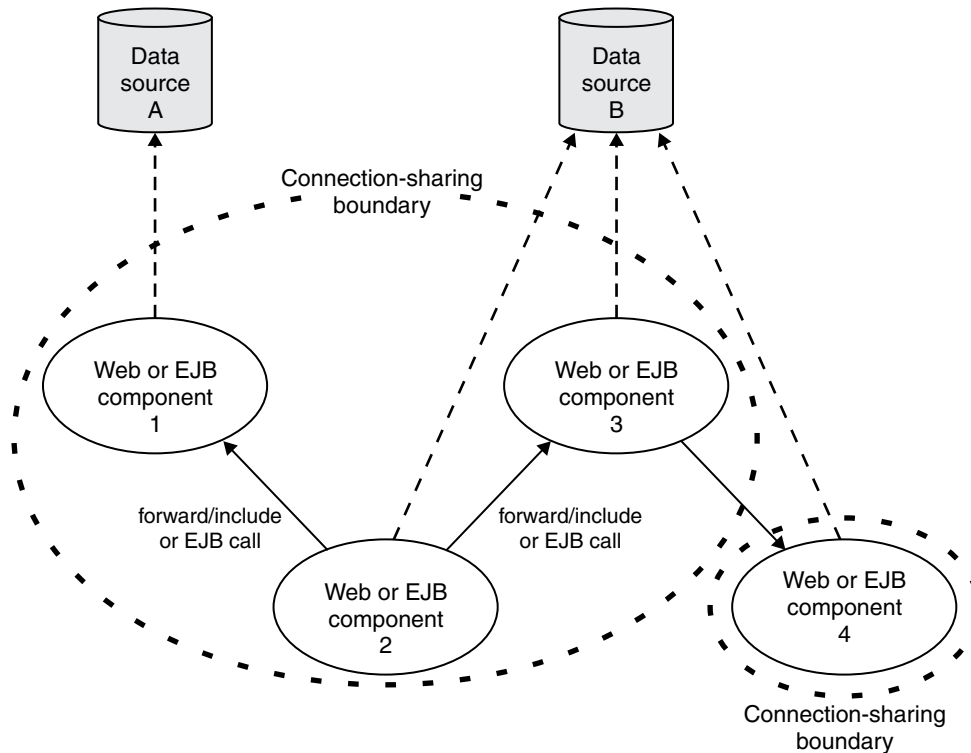 Data
source
A
Data
source
B
Connection-sharing
boundary
Web or EJB
component
1
Web or EJB
component
3
forward/include
or EJB call
forward/include
or EJB call
Web or EJB
component
2
Web or EJB
component
4
Connection-sharing
boundary